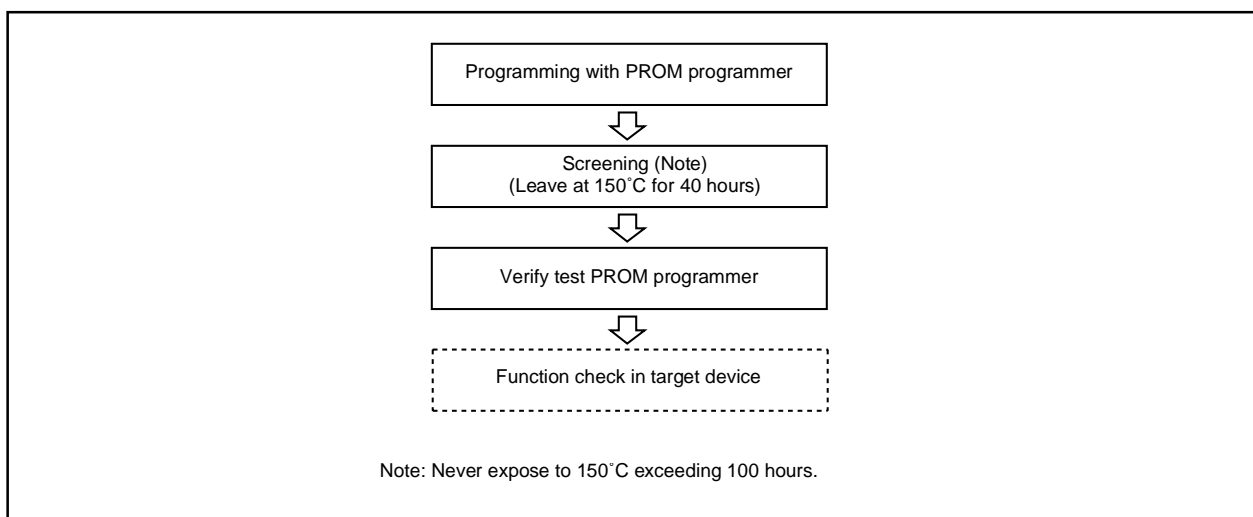 Programming with PROM programmer
Screening (Note)
(Leave at 150˚C for 40 hours)
Verify test PROM programmer
Function check in target device
Note: Never expose to 150˚C exceeding 100 hours.